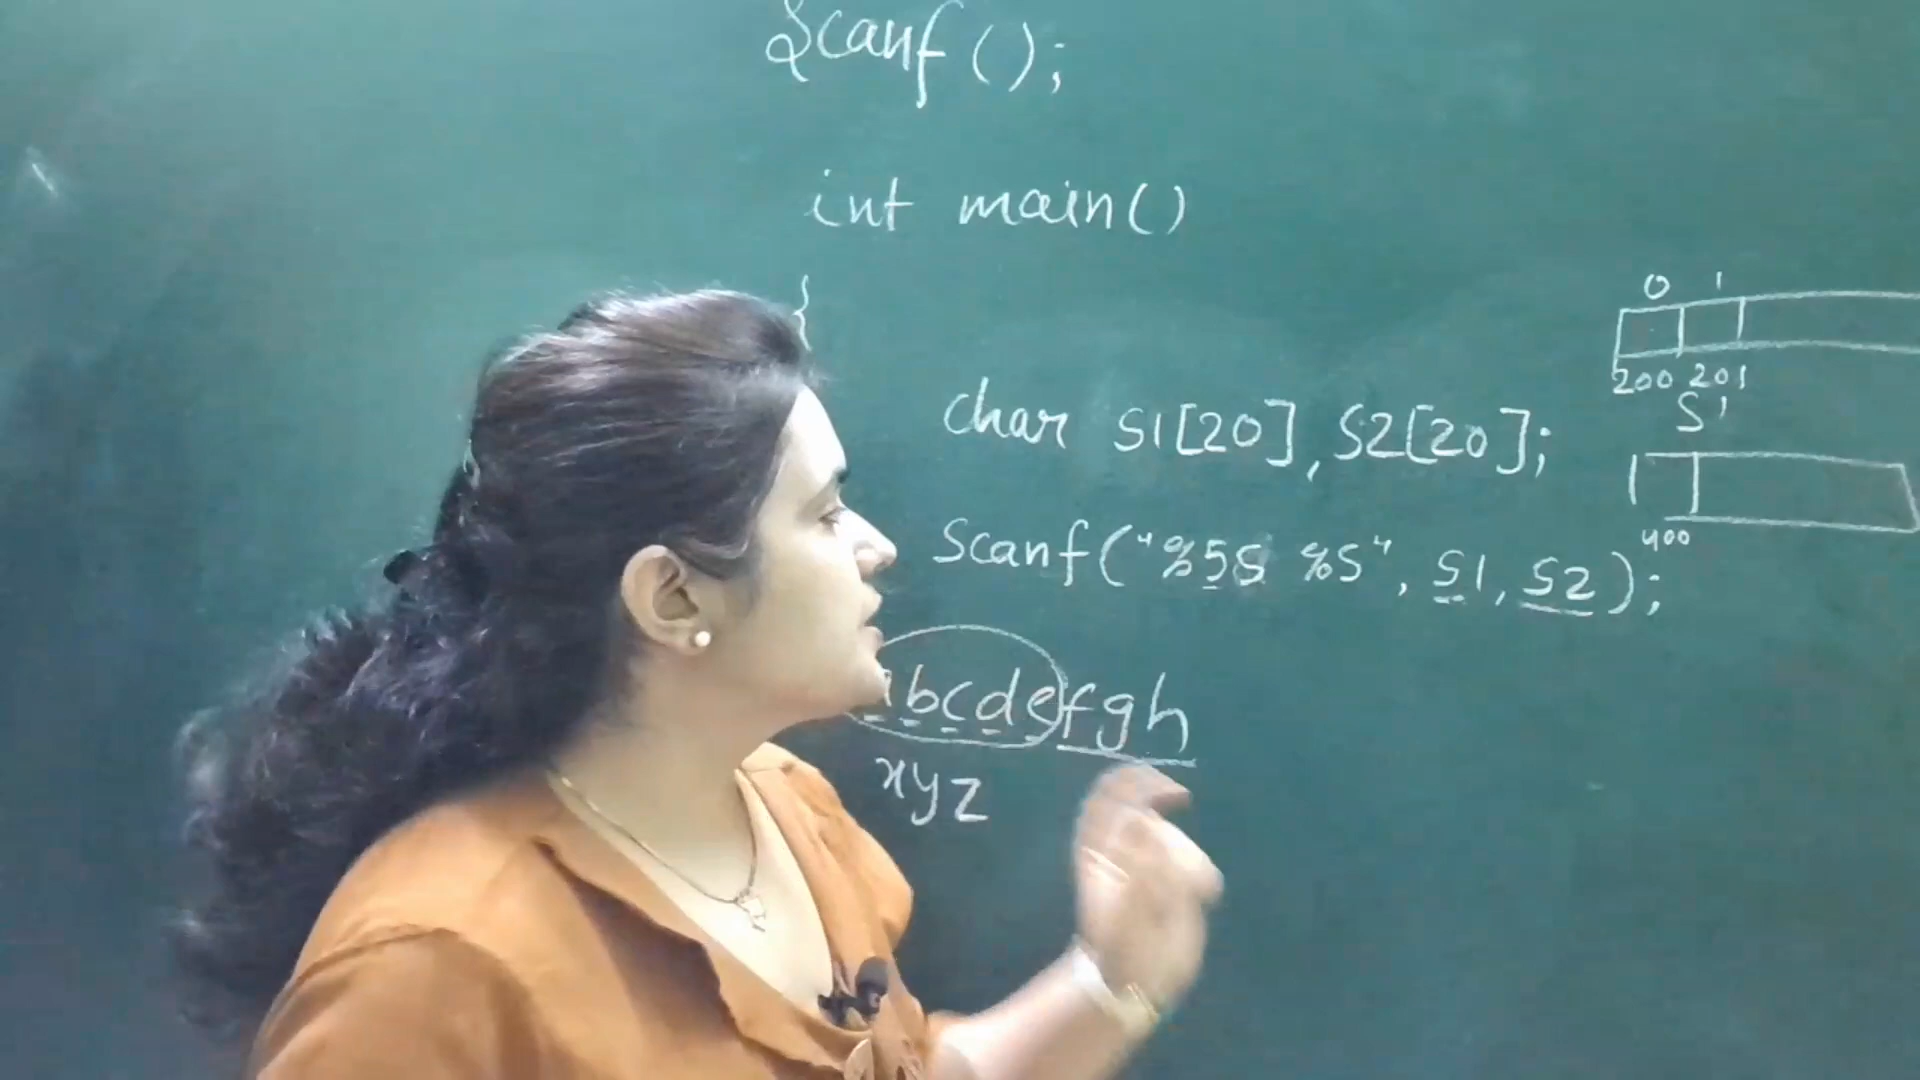 Scanf();
int main()
{
char S1[20], S2[20];
Scanf("%5s %s", S1, S2);
abcdefgh
xyz
0 1
200 201
S1
400